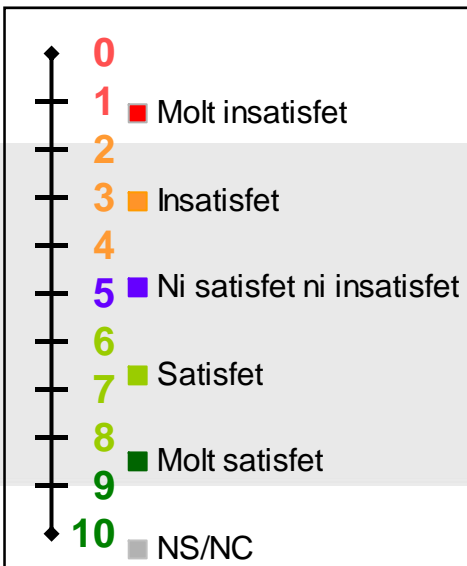 0
1
Molt insatisfet
2
3
Insatisfet
4
5
Ni satisfet ni insatisfet
6
7
Satisfet
8
Molt satisfet
9
10
NS/NC